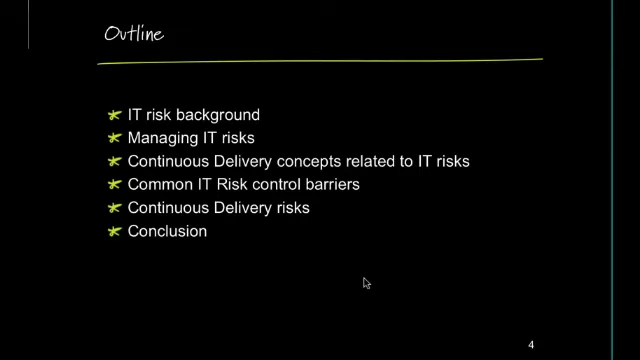 Outline
IT risk background
Managing IT risks
Continuous Delivery concepts related to IT risks
Common IT Risk control barriers
Continuous Delivery risks
Conclusion
4